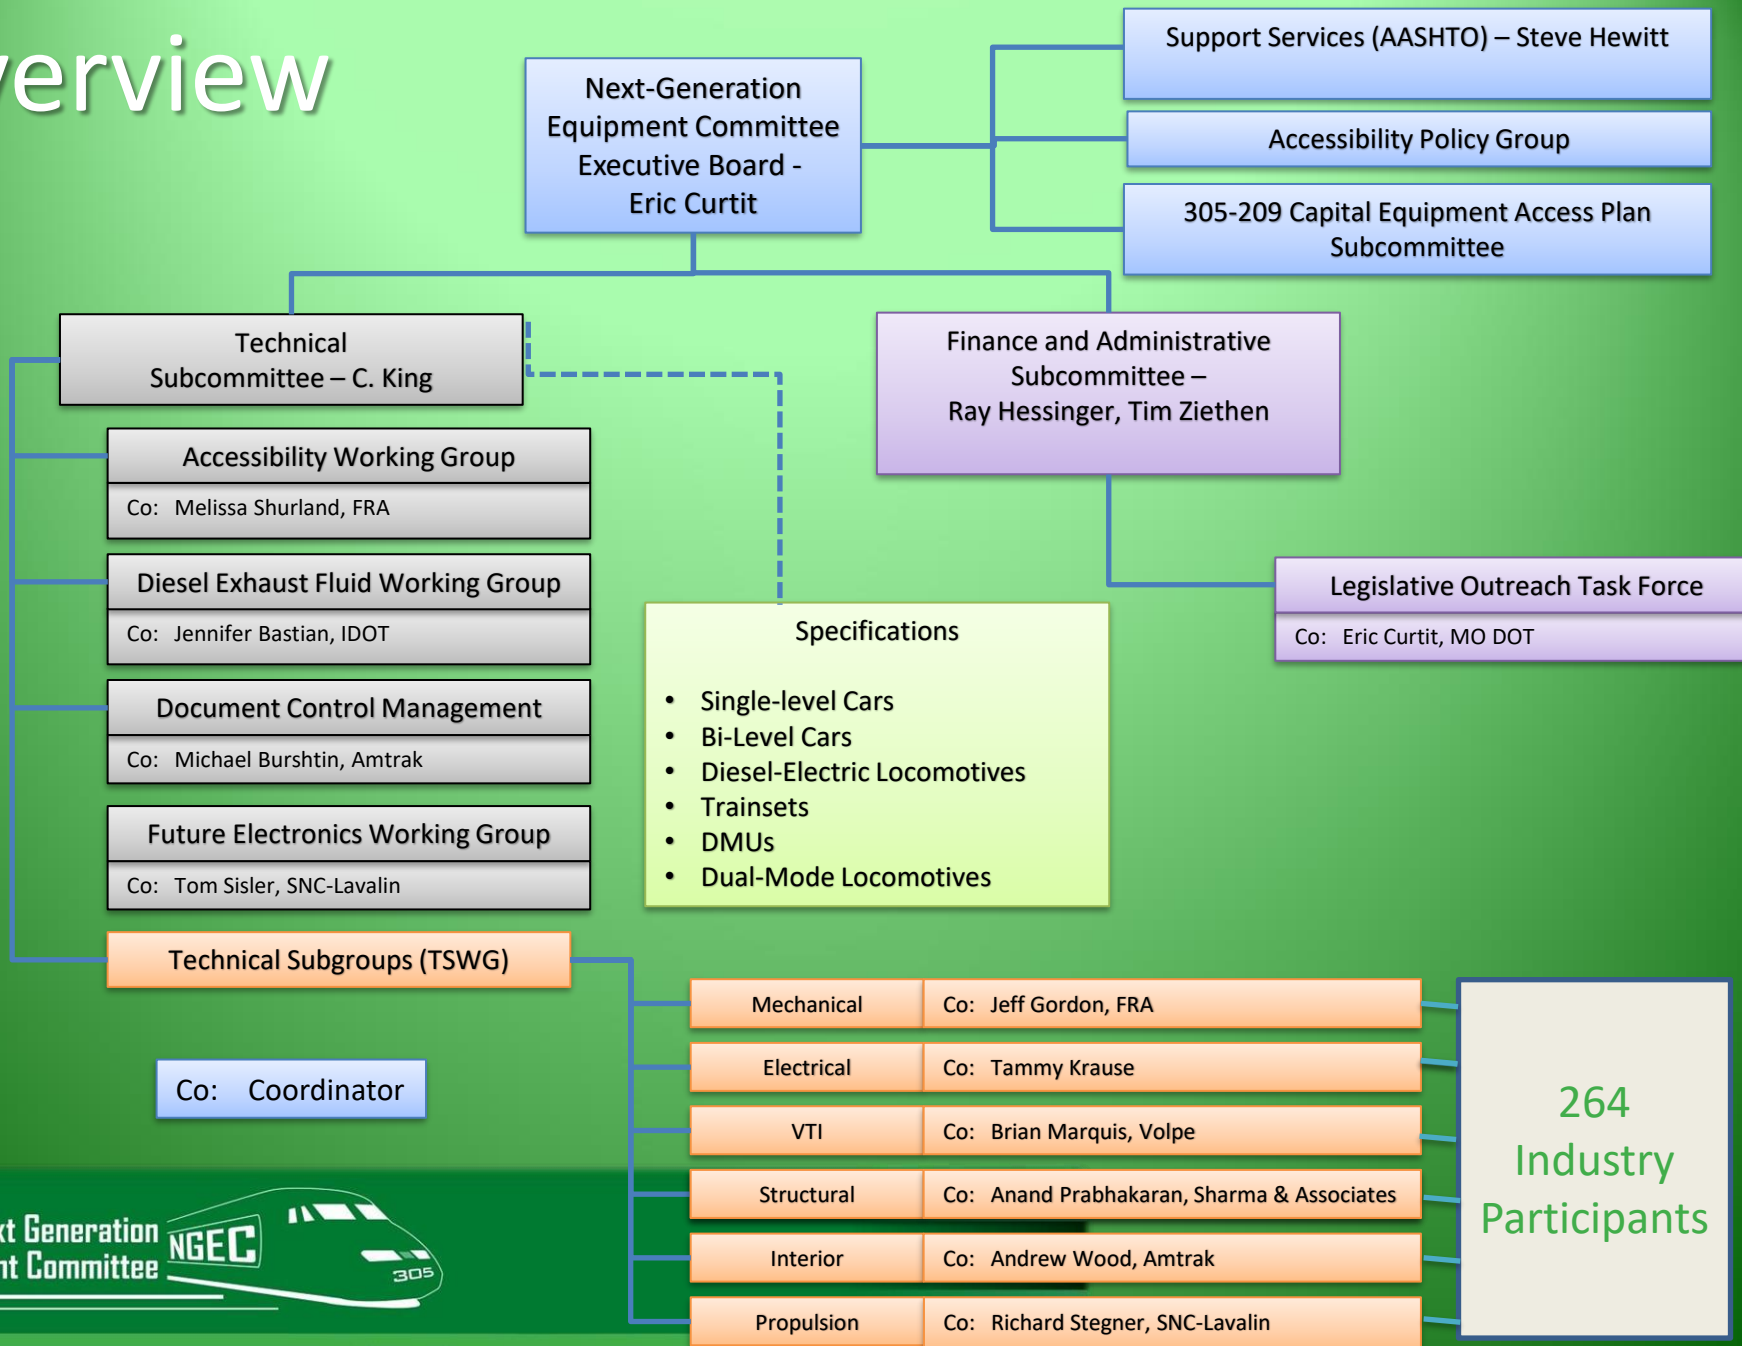 verview
Next-Generation
Equipment Committee
Executive Board -
Eric Curtit
Support Services (AASHTO) – Steve Hewitt
Accessibility Policy Group
305-209 Capital Equipment Access Plan
Subcommittee
Technical
Subcommittee – C. King
Finance and Administrative
Subcommittee –
Ray Hessinger, Tim Ziethen
Accessibility Working Group
Co: Melissa Shurland, FRA
Diesel Exhaust Fluid Working Group
Co: Jennifer Bastian, IDOT
Document Control Management
Co: Michael Burshtin, Amtrak
Future Electronics Working Group
Co: Tom Sisler, SNC-Lavalin
Technical Subgroups (TSWG)
Specifications
• Single-level Cars
• Bi-Level Cars
• Diesel-Electric Locomotives
• Trainsets
• DMUs
• Dual-Mode Locomotives
Legislative Outreach Task Force
Co: Eric Curtit, MO DOT
Mechanical Co: Jeff Gordon, FRA
Electrical Co: Tammy Krause
VTI Co: Brian Marquis, Volpe
Structural Co: Anand Prabhakaran, Sharma & Associates
Interior Co: Andrew Wood, Amtrak
Propulsion Co: Richard Stegner, SNC-Lavalin
264
Industry
Participants
Co: Coordinator
xt Generation
nt Committee
NGEC
305